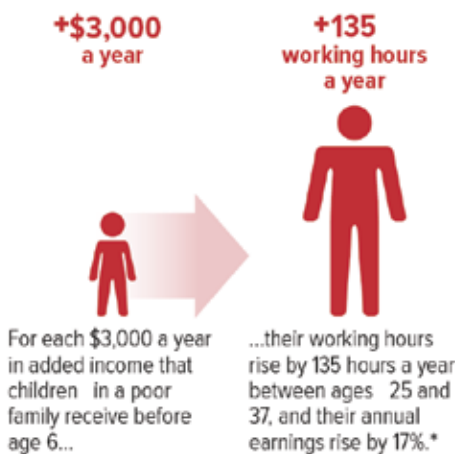 +$3,000
a year
+135
working hours
a year
For each $3,000 a year
in added income that
children in a poor
family receive before
age 6...
...their working hours
rise by 135 hours a year
between ages 25 and
37, and their annual
earnings rise by 17%.*